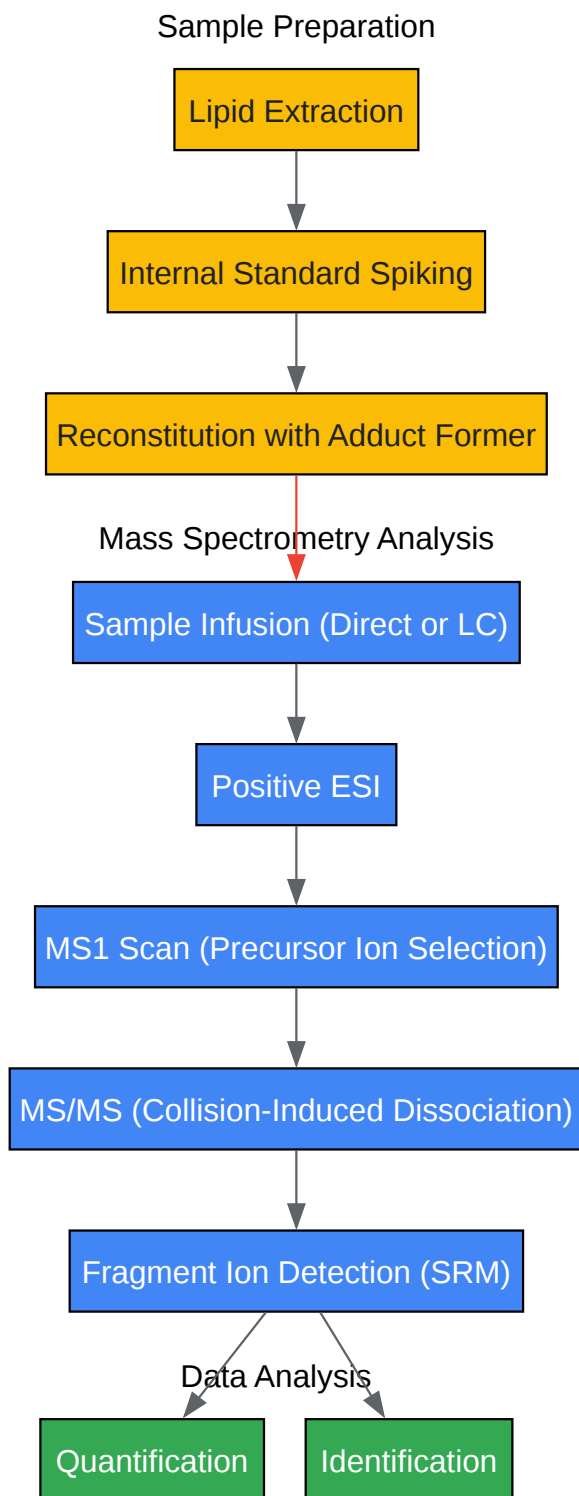 Sample Preparation
Lipid Extraction
Internal Standard Spiking
Reconstitution with Adduct Former
Mass Spectrometry Analysis
Sample Infusion (Direct or LC)
Positive ESI
MS1 Scan (Precursor Ion Selection)
MS/MS (Collision-Induced Dissociation)
Fragment Ion Detection (SRM)
Data Analysis
Quantification
Identification